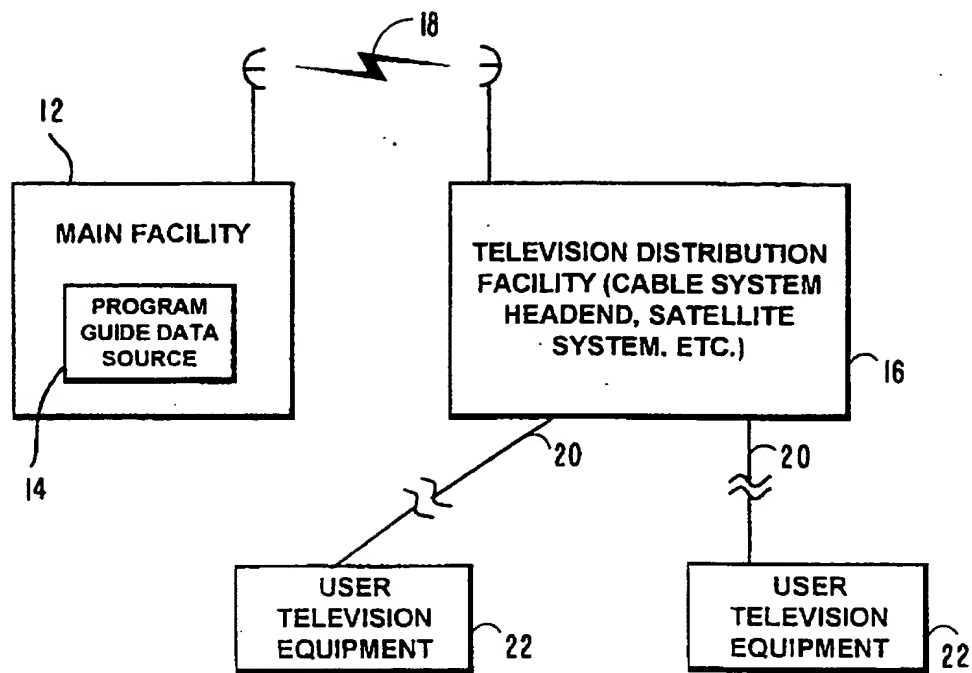 18
12
MAIN FACILITY
PROGRAM
GUIDE DATA
SOURCE
14
TELEVISION DISTRIBUTION
FACILITY (CABLE SYSTEM
HEADEND, SATELLITE
SYSTEM. ETC.)
16
20
20
USER
TELEVISION
EQUIPMENT
22
USER
TELEVISION
EQUIPMENT
22